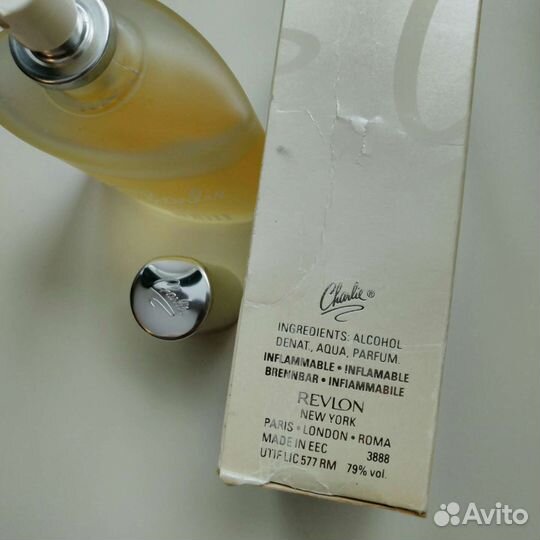 Charlie®
INGREDIENTS: ALCOHOL
DENAT., AQUA, PARFUM.
INFLAMMABLE • INFLAMABLE
BRENNBAR • INFIAMMABILE
REVLON
NEW YORK
PARIS • LONDON • ROMA
MADE IN EEC 3888
UTIF LIC 577 RM 79% vol.
Charlie
Avito